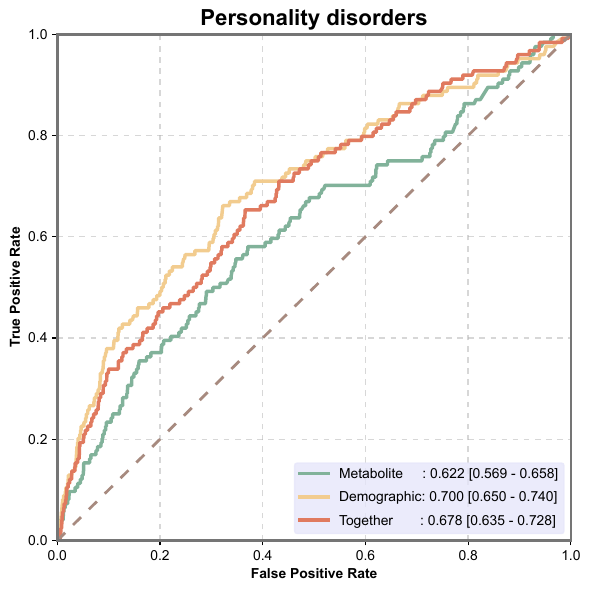 Personality disorders
1.0
0.8
0.6
0.4
0.2
0.0
True Positive Rate
Metabolite : 0.622 [0.569 - 0.658]
Demographic: 0.700 [0.650 - 0.740]
Together : 0.678 [0.635 - 0.728]
0.0 0.2 0.4 0.6 0.8 1.0
False Positive Rate